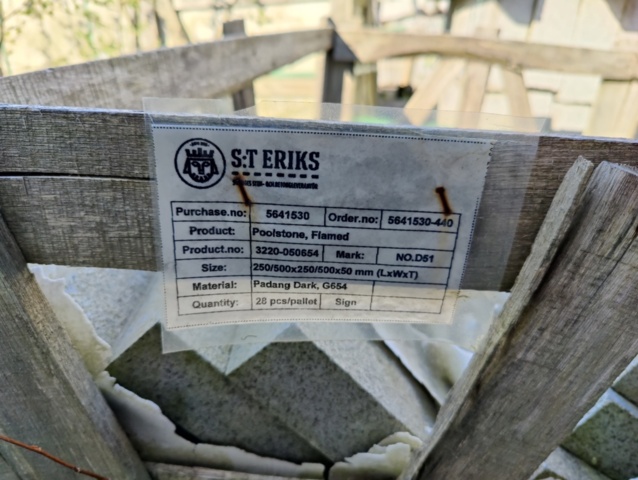 S:T ERIKS
Purchase.no: 5641530 Order.no: 5641530-440
Product: Poolstone, Flamed
Product.no: 3220-050654 Mark: NO.D51
Size: 250/500x250/500x50 mm (LxWxT)
Material: Padang Dark, G654
Quantity: 28 pcs/pallet Sign